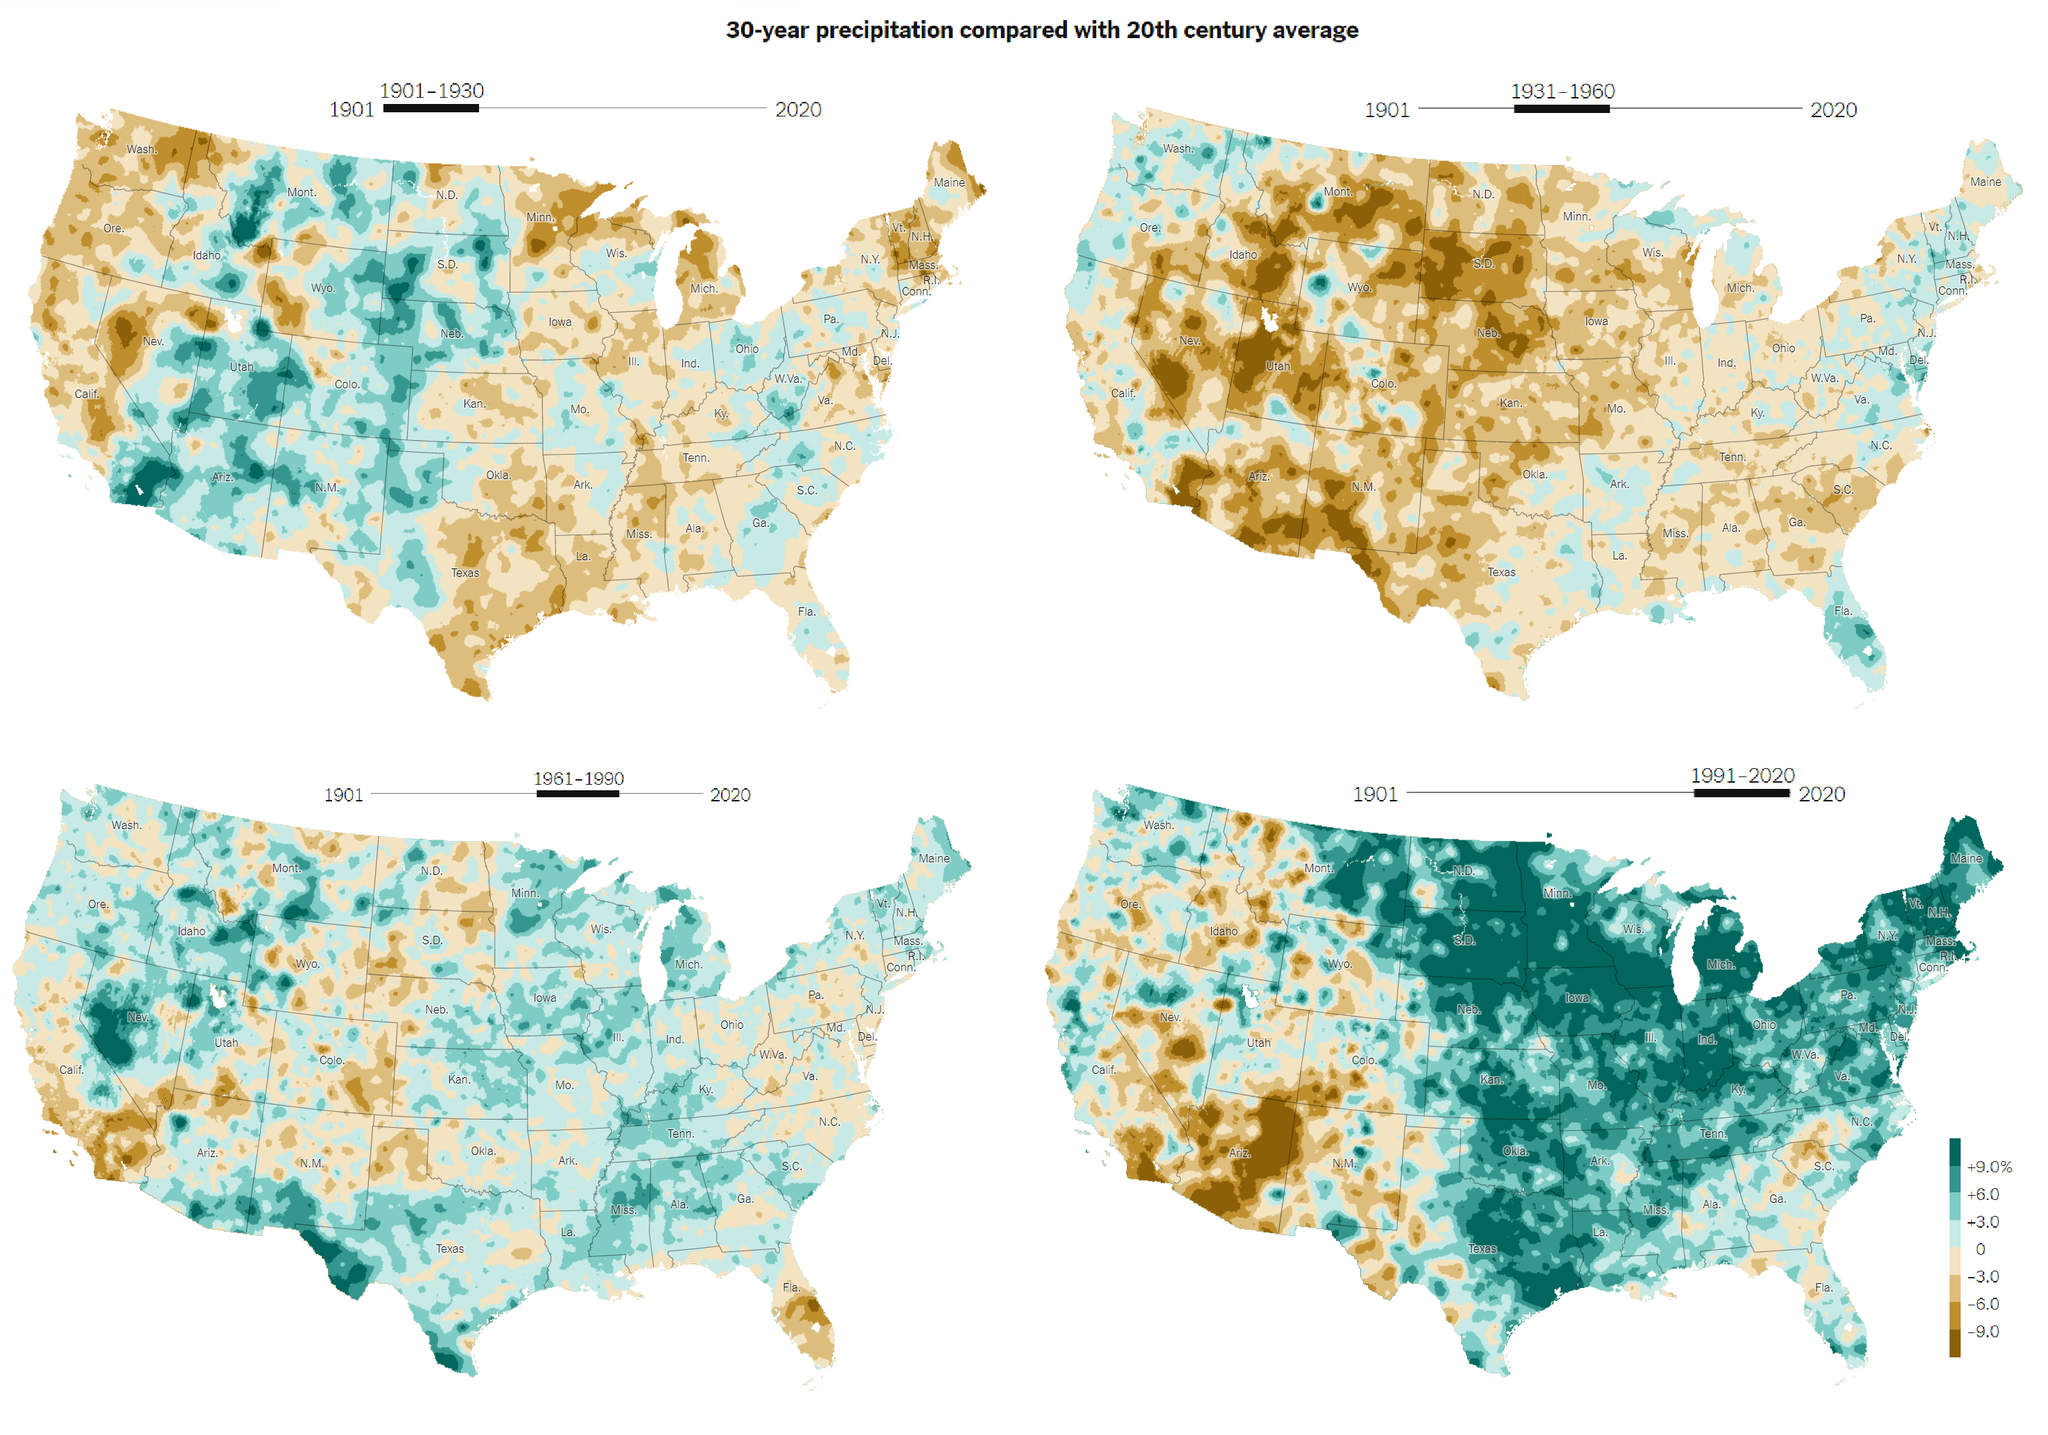 30-year precipitation compared with 20th century average
1901–1930
1901 2020
Wash.
Mont.
N.D.
Minn.
Maine
Ore.
Idaho
S.D.
Wis.
Vt.
N.H.
N.Y.
Mass.
R.I.
Conn.
Wyo.
Mich.
Iowa
Pa.
Nev.
Neb.
N.J.
Ohio
Md.
Del.
Utah
Ill.
Ind.
Colo.
W.Va.
Calif.
Kan.
Mo.
Ky.
Va.
N.C.
Tenn.
Ariz.
N.M.
Okla.
Ark.
S.C.
Miss.
Ala.
Ga.
La.
Texas
Fla.
1931–1960
1901 2020
Wash.
Mont.
N.D.
Minn.
Maine
Ore.
Idaho
S.D.
Wis.
Vt.
N.H.
N.Y.
Mass.
R.I.
Conn.
Wyo.
Mich.
Iowa
Pa.
Nev.
Neb.
N.J.
Ohio
Md.
Del.
Utah
Ill.
Ind.
Colo.
W.Va.
Calif.
Kan.
Mo.
Ky.
Va.
N.C.
Tenn.
Ariz.
N.M.
Okla.
Ark.
S.C.
Miss.
Ala.
Ga.
La.
Texas
Fla.
1961–1990
1901 2020
Wash.
Mont.
N.D.
Minn.
Maine
Ore.
Idaho
S.D.
Wis.
Vt.
N.H.
N.Y.
Mass.
R.I.
Conn.
Wyo.
Mich.
Iowa
Pa.
Nev.
Neb.
N.J.
Ohio
Md.
Del.
Utah
Ill.
Ind.
Colo.
W.Va.
Calif.
Kan.
Mo.
Ky.
Va.
N.C.
Tenn.
Ariz.
N.M.
Okla.
Ark.
S.C.
Miss.
Ala.
Ga.
La.
Texas
Fla.
1991–2020
1901 2020
Wash.
Mont.
N.D.
Minn.
Maine
Ore.
Idaho
S.D.
Wis.
Vt.
N.H.
N.Y.
Mass.
R.I.
Conn.
Wyo.
Mich.
Iowa
Pa.
Nev.
Neb.
N.J.
Ohio
Md.
Del.
Utah
Ill.
Ind.
Colo.
W.Va.
Calif.
Kan.
Mo.
Ky.
Va.
N.C.
Tenn.
Ariz.
N.M.
Okla.
Ark.
S.C.
Miss.
Ala.
Ga.
La.
Texas
Fla.
+9.0%
+6.0
+3.0
0
–3.0
–6.0
–9.0